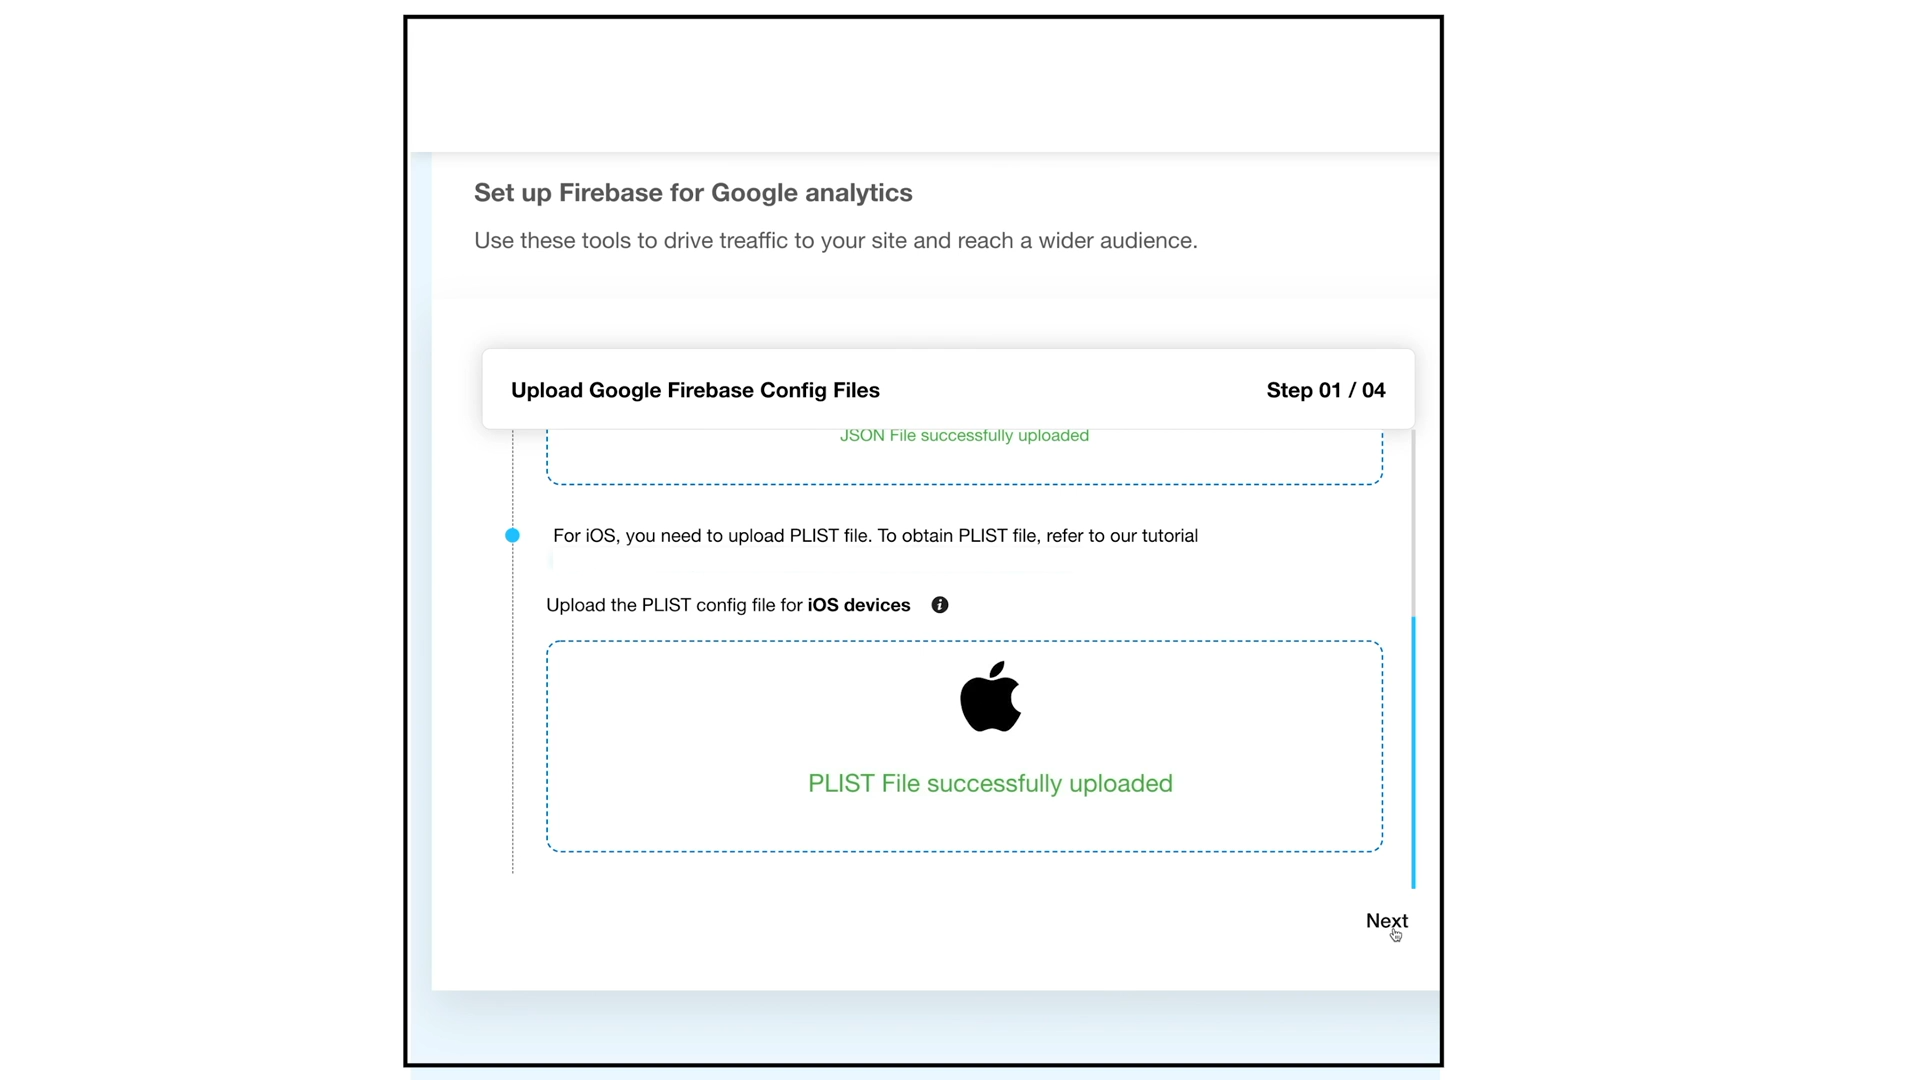 Set up Firebase for Google analytics
Use these tools to drive treaffic to your site and reach a wider audience.
Upload Google Firebase Config Files
Step 01 / 04
JSON File successfully uploaded
For iOS, you need to upload PLIST file. To obtain PLIST file, refer to our tutorial
Upload the PLIST config file for iOS devices
PLIST File successfully uploaded
Next